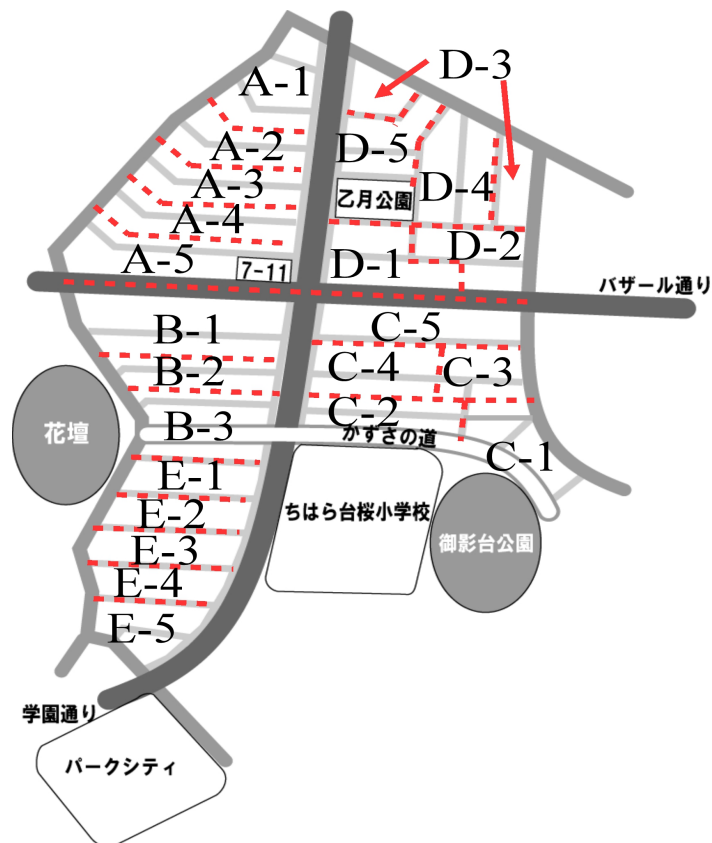 A-1
D-3
A-2
D-5
A-3
D-4
乙月公園
A-4
D-2
A-5
7-11
D-1
バザール通り
B-1
C-5
B-2
C-4
C-3
花壇
B-3
C-2
かずさの道
C-1
E-1
E-2
ちはら台桜小学校
御影台公園
E-3
E-4
E-5
学園通り
パークシティ